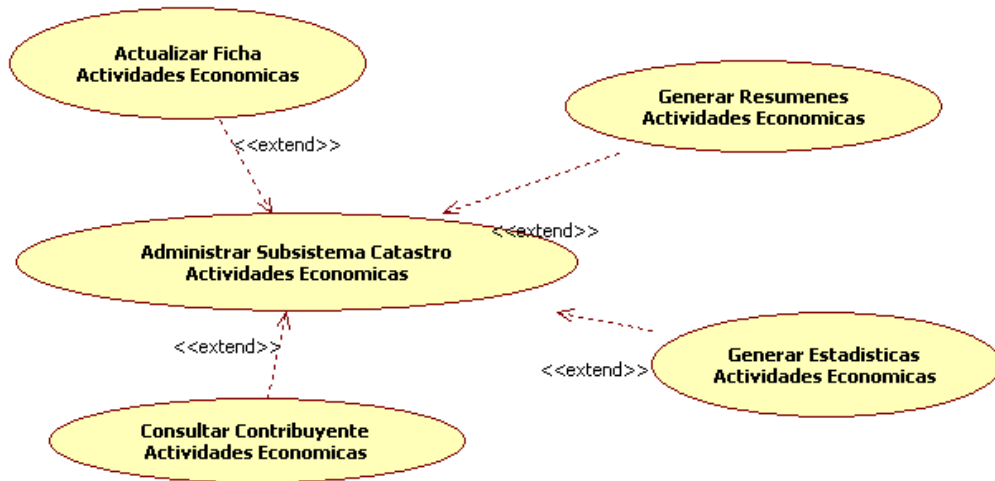 Actualizar Ficha
Actividades Economicas
Generar Resumenes
Actividades Economicas
<<extend>>
<<extend>>
Administrar Subsistema Catastro
Actividades Economicas
<<extend>>
<<extend>>
Generar Estadisticas
Actividades Economicas
Consultar Contribuyente
Actividades Economicas